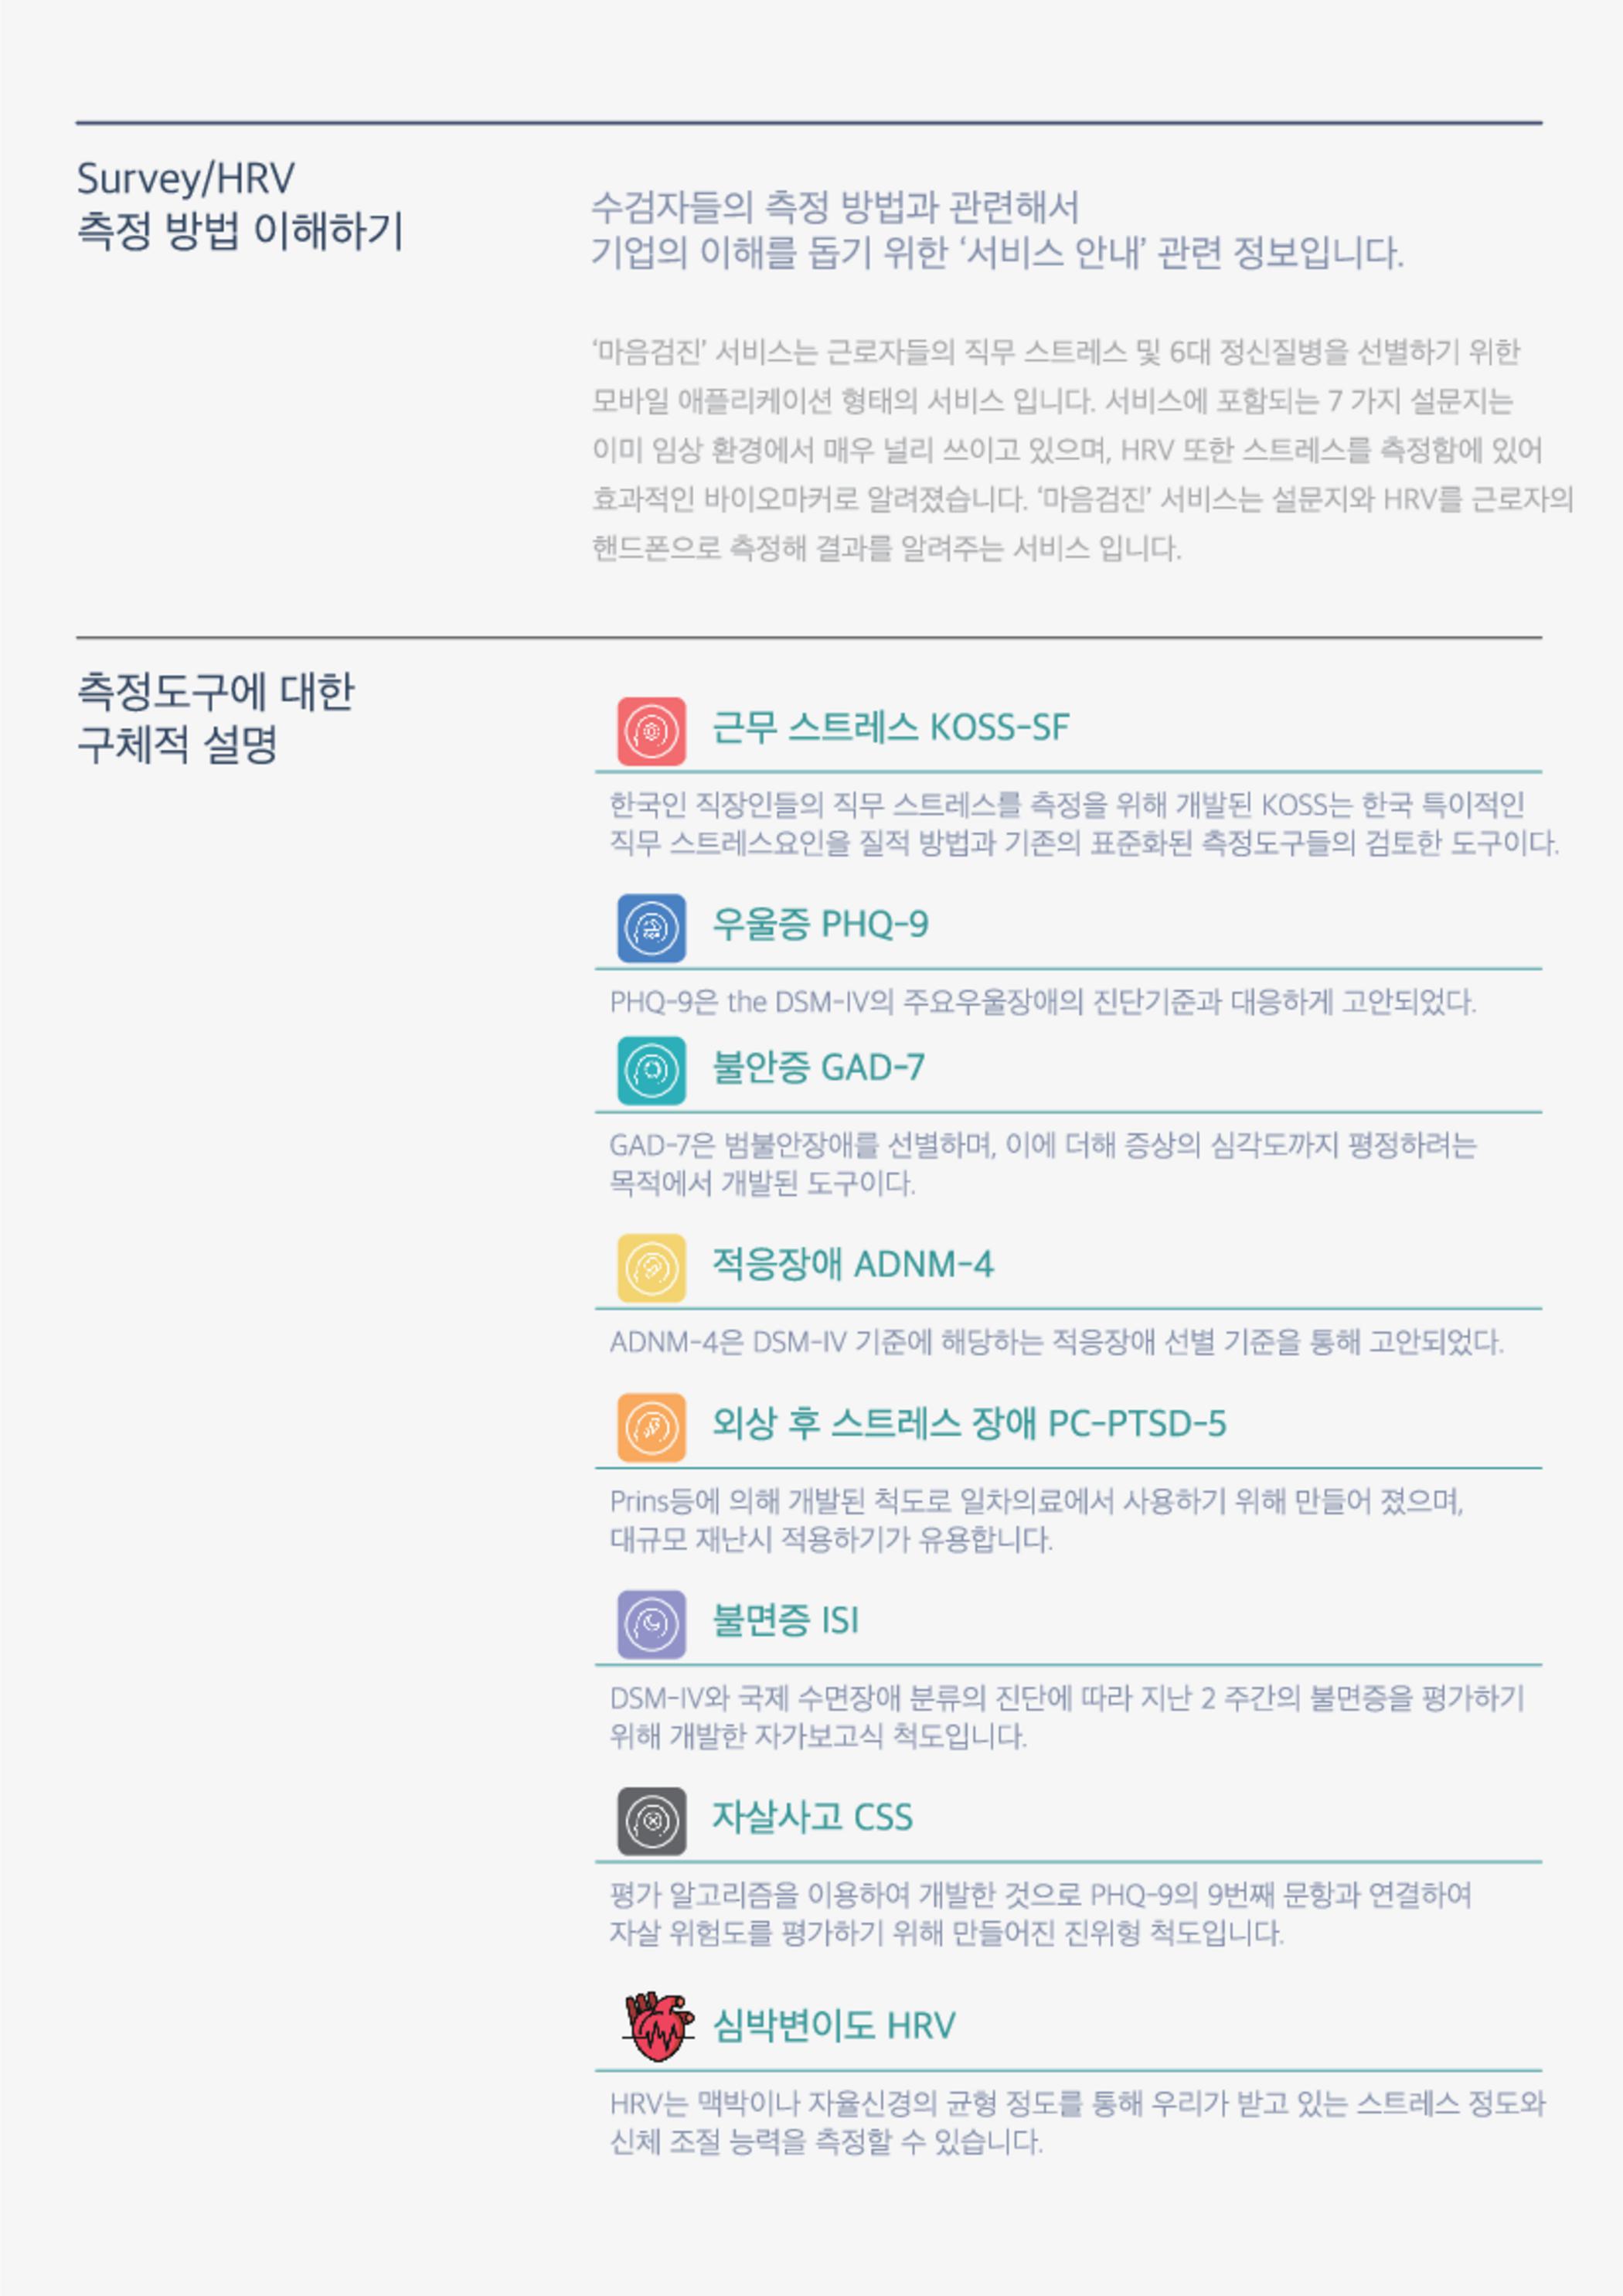 Survey/HRV
측정 방법 이해하기
수검자들의 측정 방법과 관련해서
기업의 이해를 돕기 위한 ‘서비스 안내’ 관련 정보입니다.
‘마음검진’ 서비스는 근로자들의 직무 스트레스 및 6대 정신질병을 선별하기 위한
모바일 애플리케이션 형태의 서비스 입니다. 서비스에 포함되는 7 가지 설문지는
이미 임상 환경에서 매우 널리 쓰이고 있으며, HRV 또한 스트레스를 측정함에 있어
효과적인 바이오마커로 알려졌습니다. ‘마음검진’ 서비스는 설문지와 HRV를 근로자의
핸드폰으로 측정해 결과를 알려주는 서비스 입니다.
측정도구에 대한
구체적 설명
근무 스트레스 KOSS-SF
한국인 직장인들의 직무 스트레스를 측정을 위해 개발된 KOSS는 한국 특이적인
직무 스트레스요인을 질적 방법과 기존의 표준화된 측정도구들의 검토한 도구이다.
우울증 PHQ-9
PHQ-9은 the DSM-IV의 주요우울장애의 진단기준과 대응하게 고안되었다.
불안증 GAD-7
GAD-7은 범불안장애를 선별하며, 이에 더해 증상의 심각도까지 평정하려는
목적에서 개발된 도구이다.
적응장애 ADNM-4
ADNM-4은 DSM-IV 기준에 해당하는 적응장애 선별 기준을 통해 고안되었다.
외상 후 스트레스 장애 PC-PTSD-5
Prins등에 의해 개발된 척도로 일차의료에서 사용하기 위해 만들어 졌으며,
대규모 재난시 적용하기가 유용합니다.
불면증 ISI
DSM-IV와 국제 수면장애 분류의 진단에 따라 지난 2 주간의 불면증을 평가하기
위해 개발한 자가보고식 척도입니다.
자살사고 CSS
평가 알고리즘을 이용하여 개발한 것으로 PHQ-9의 9번째 문항과 연결하여
자살 위험도를 평가하기 위해 만들어진 진위형 척도입니다.
심박변이도 HRV
HRV는 맥박이나 자율신경의 균형 정도를 통해 우리가 받고 있는 스트레스 정도와
신체 조절 능력을 측정할 수 있습니다.